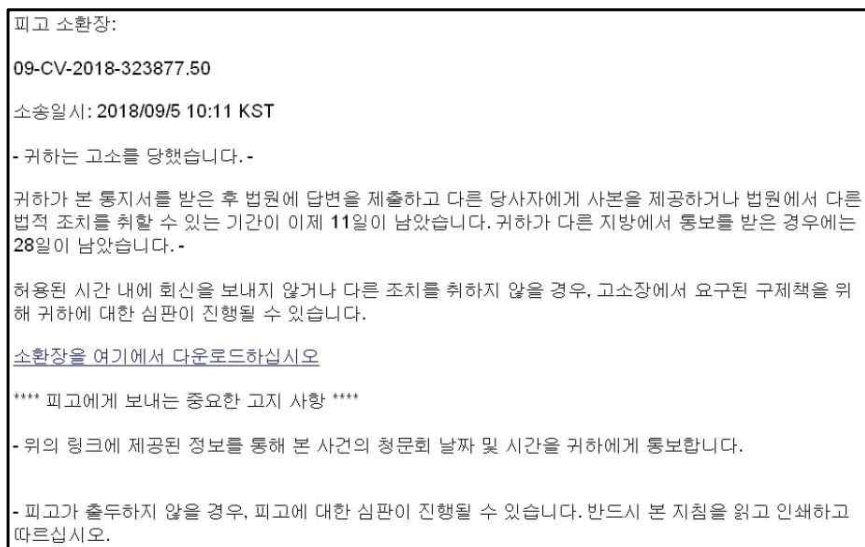 피고 소환장:
09-CV-2018-323877.50
소송일시: 2018/09/5 10:11 KST
- 귀하는 고소를 당했습니다. -
귀하가 본 통지서를 받은 후 법원에 답변을 제출하고 다른 당사자에게 사본을 제공하거나 법원에서 다른
법적 조치를 취할 수 있는 기간이 이제 11일이 남았습니다. 귀하가 다른 지방에서 통보를 받은 경우에는
28일이 남았습니다. -
허용된 시간 내에 회신을 보내지 않거나 다른 조치를 취하지 않을 경우, 고소장에서 요구된 구제책을 위
해 귀하에 대한 심판이 진행될 수 있습니다.
소환장을 여기에서 다운로드하십시오
**** 피고에게 보내는 중요한 고지 사항 ****
- 위의 링크에 제공된 정보를 통해 본 사건의 청문회 날짜 및 시간을 귀하에게 통보합니다.
- 피고가 출두하지 않을 경우, 피고에 대한 심판이 진행될 수 있습니다. 반드시 본 지침을 읽고 인쇄하고
따르십시오.